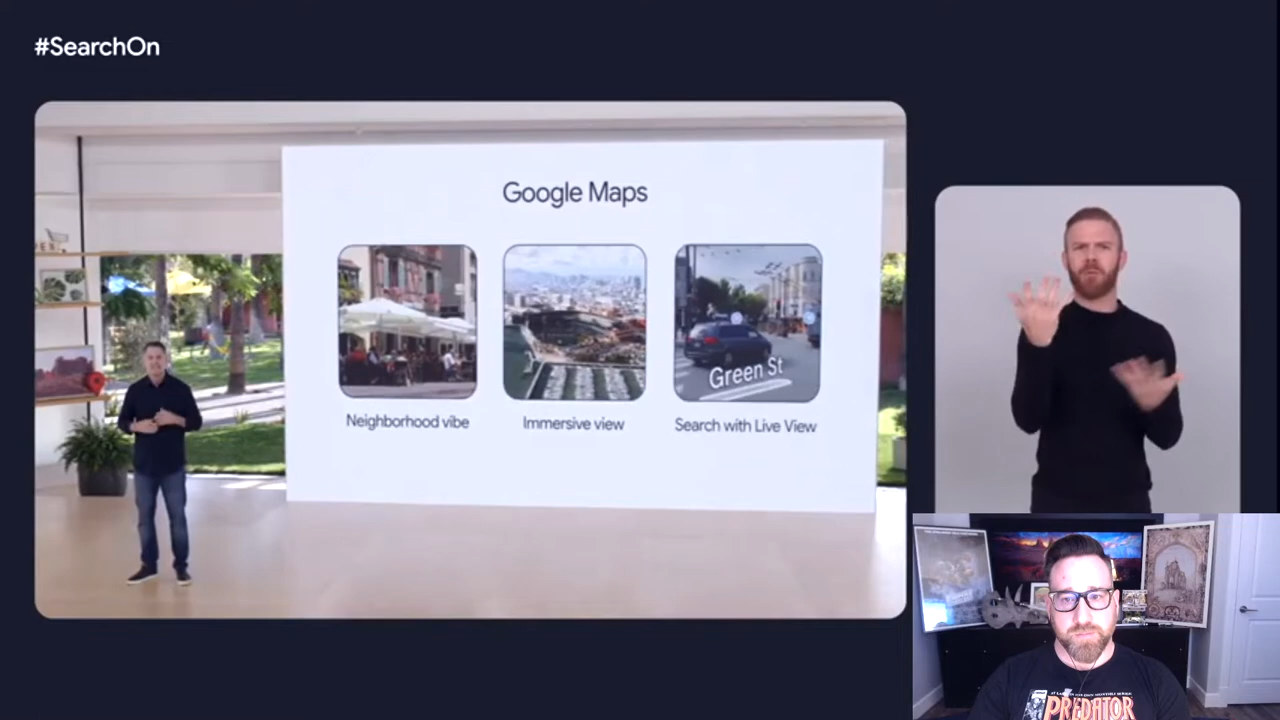 #SearchOn
Google Maps
Green St
Neighborhood vibe
Immersive view
Search with Live View
PREDATOR